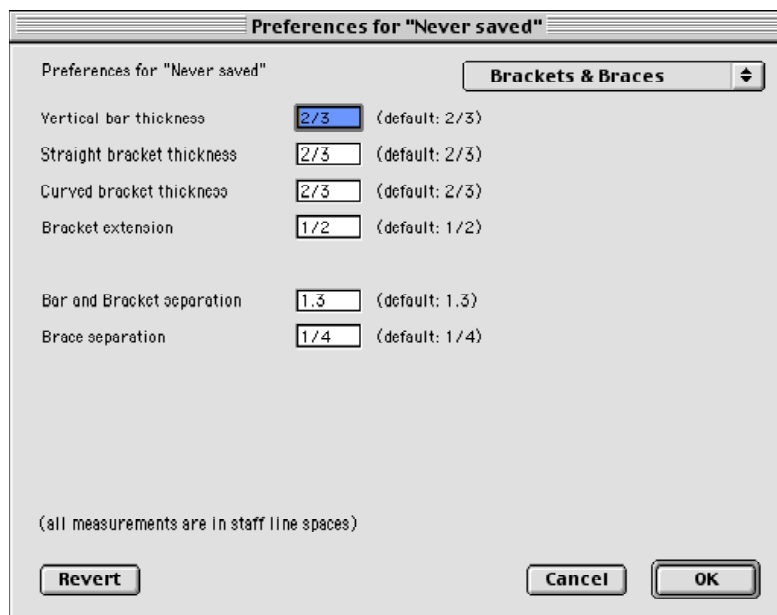 Preferences for "Never saved"
Preferences for "Never saved" Brackets & Braces
Vertical bar thickness 2/3 (default: 2/3)
Straight bracket thickness 2/3 (default: 2/3)
Curved bracket thickness 2/3 (default: 2/3)
Bracket extension 1/2 (default: 1/2)
Bar and Bracket separation 1.3 (default: 1.3)
Brace separation 1/4 (default: 1/4)
(all measurements are in staff line spaces)
Revert Cancel OK